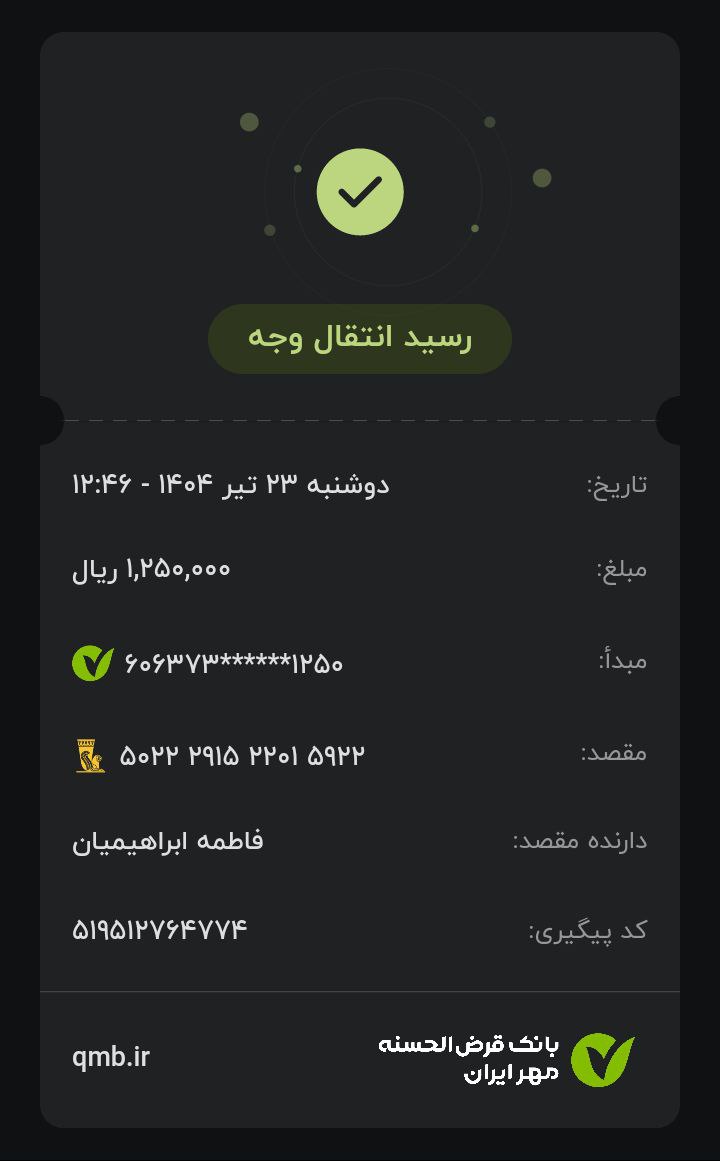 رسید انتقال وجه
تاریخ: دوشنبه ۲۳ تیر ۱۴۰۴ - ۱۲:۴۶
مبلغ: ۱,۲۵۰,۰۰۰ ریال
مبدأ: ۶۰۶۳۷۳******۱۲۵۰
مقصد: ۵۰۲۲ ۲۹۱۵ ۲۲۰۱ ۵۹۲۲
دارنده مقصد: فاطمه ابراهیمیان
کد پیگیری: ۵۱۹۵۱۲۷۶۴۷۷۴
بانک قرض‌الحسنه
مهر ایران
qmb.ir